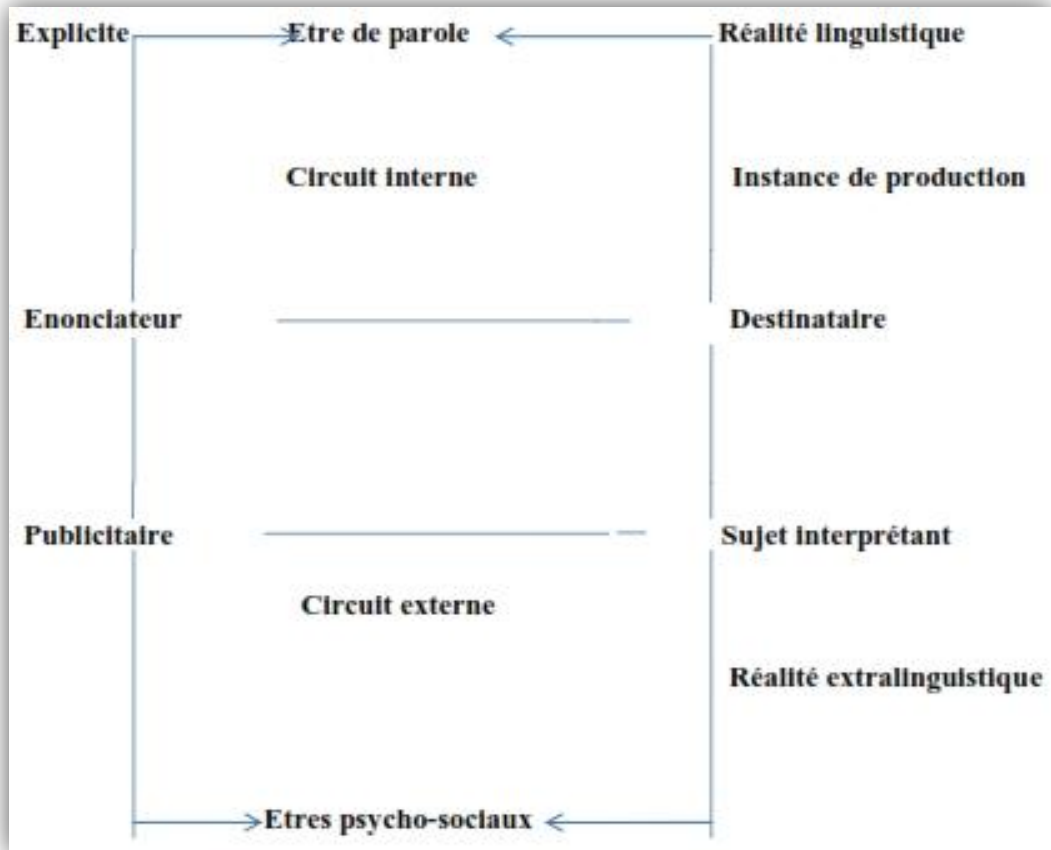 Explicite Etre de parole Réalité linguistique
Circuit interne Instance de production
Enonciateur Destinataire
Publicitaire Sujet interprétant
Circuit externe
Réalité extralinguistique
Etres psycho-sociaux